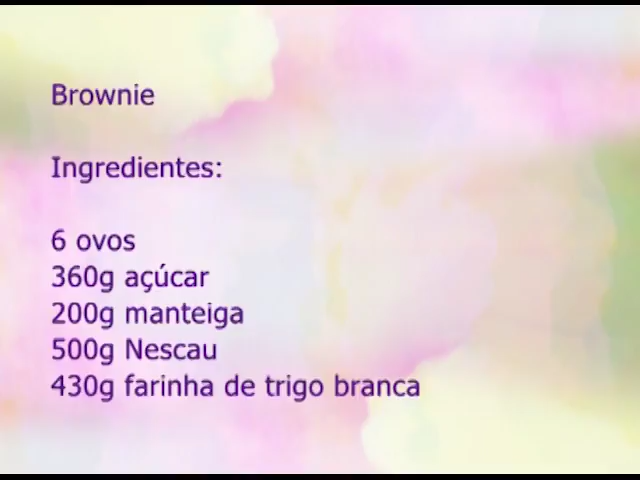 Brownie
Ingredientes:
6 ovos
360g açúcar
200g manteiga
500g Nescau
430g farinha de trigo branca